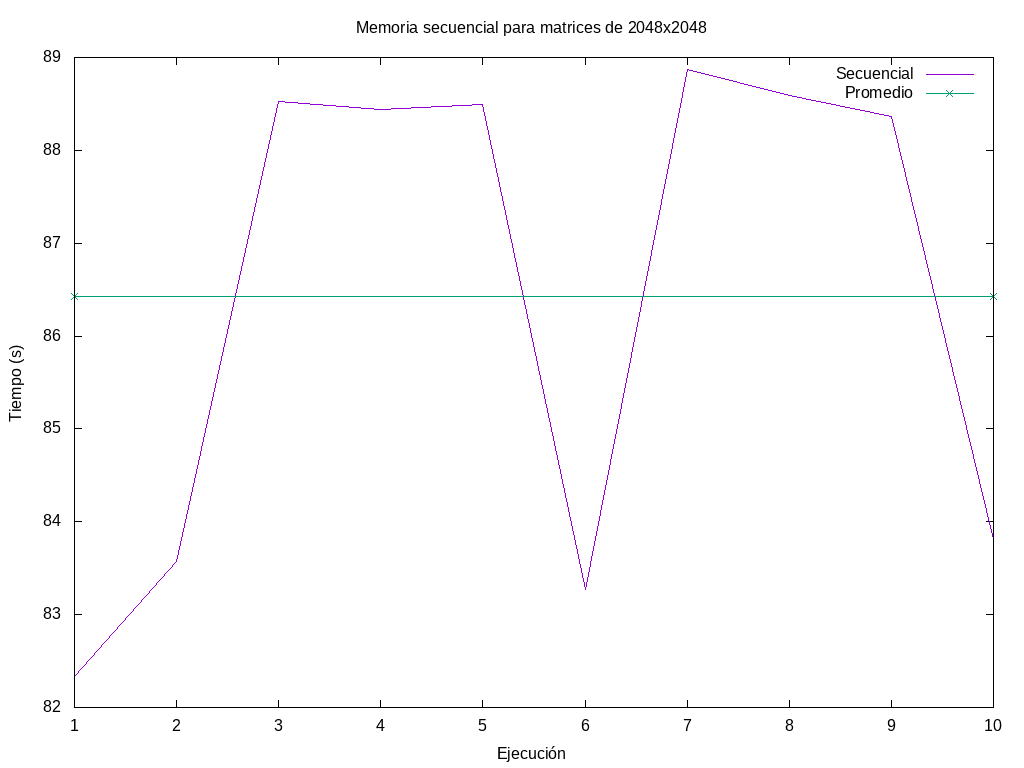 Memoria secuencial para matrices de 2048x2048
89
88
87
86
85
84
83
82
Tiempo (s)
Secuencial
Promedio
1 2 3 4 5 6 7 8 9 10
Ejecución